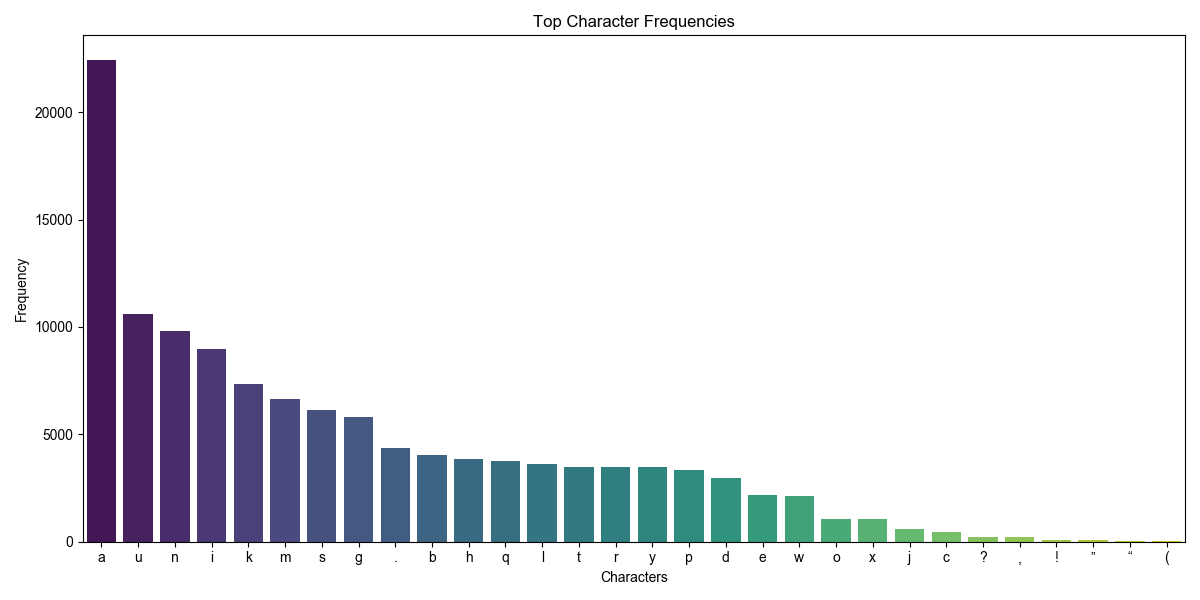 Top Character Frequencies
Frequency
20000
15000
10000
5000
0
a u n i k m s g . b h q l t r y p d e w o x j c ? , ! ” “ (
Characters